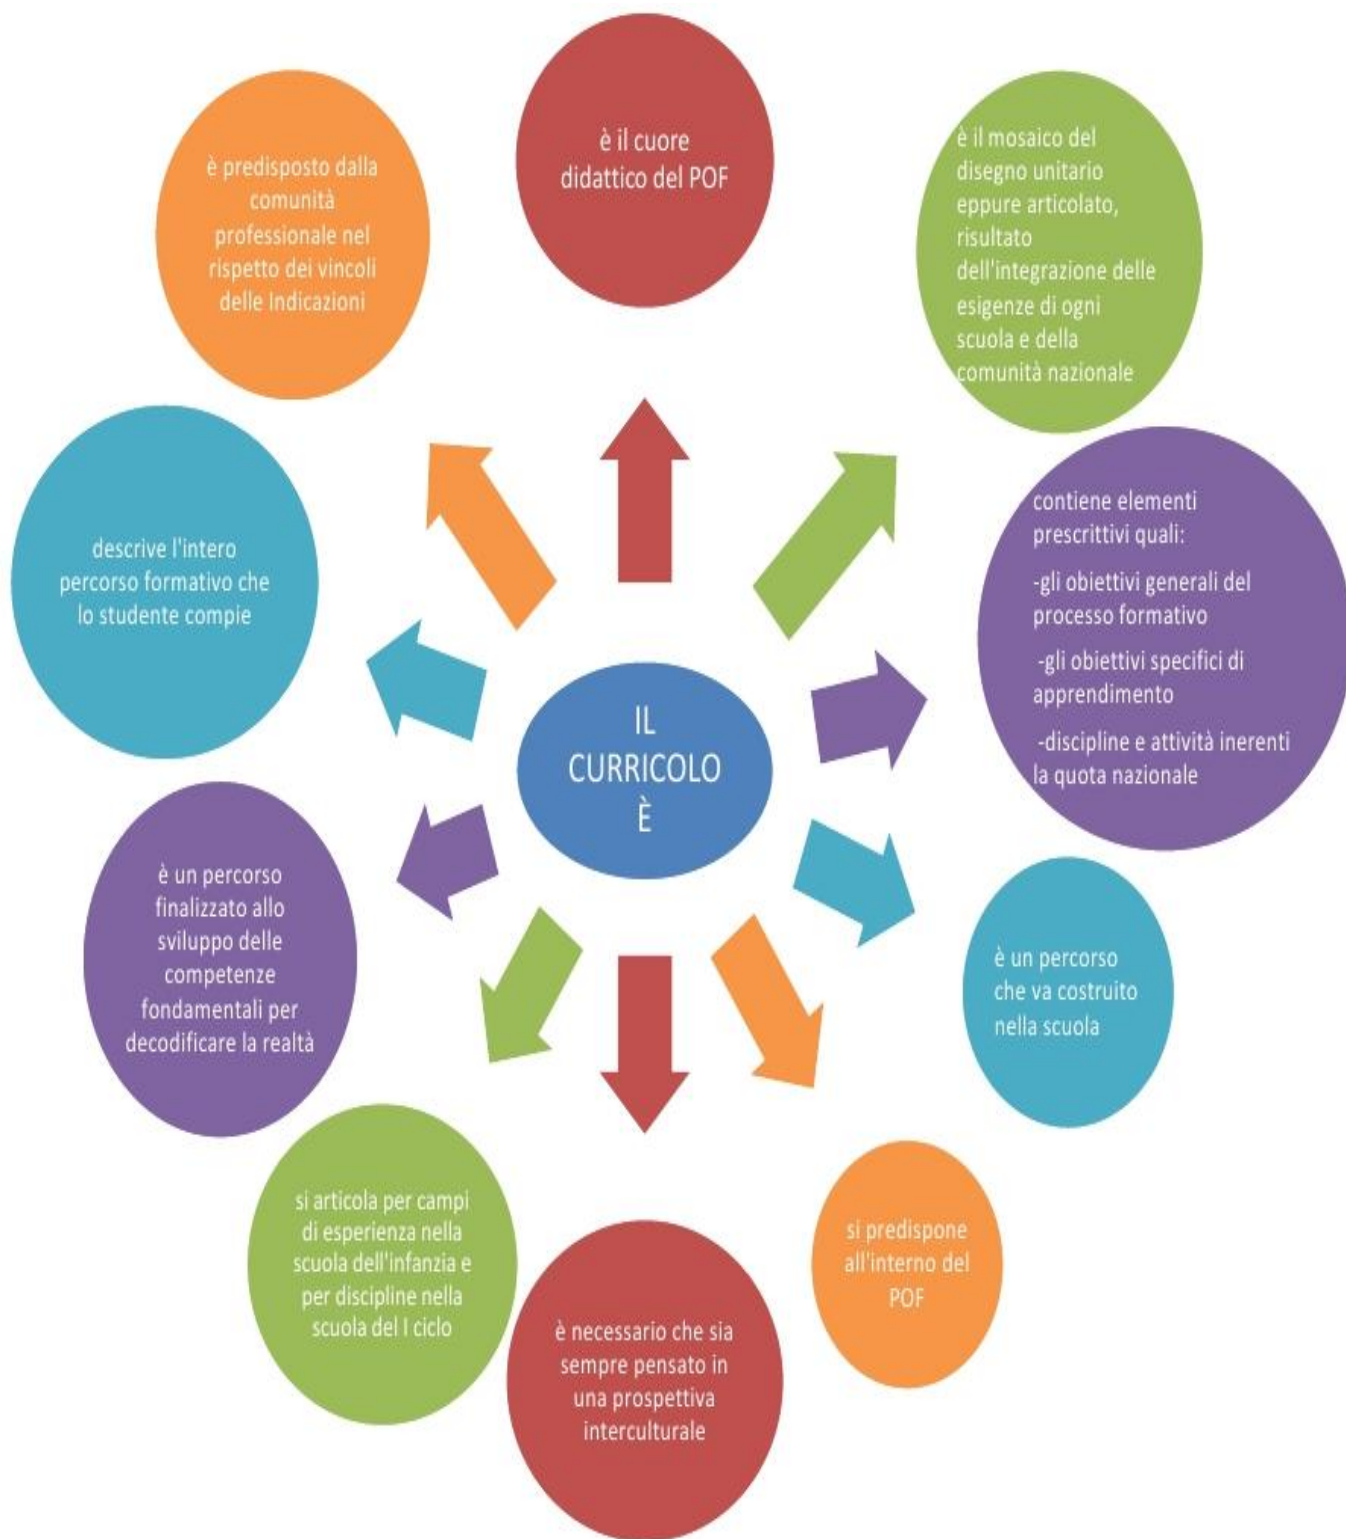 è il cuore
didattico del POF
è il mosaico del
disegno unitario
eppure articolato,
risultato
dell'integrazione delle
esigenze di ogni
scuola e della
comunità nazionale
contiene elementi
prescrittivi quali:
-gli obiettivi generali del
processo formativo
-gli obiettivi specifici di
apprendimento
-discipline e attività inerenti
la quota nazionale
è un percorso
che va costruito
nella scuola
si predispone
all'interno del
POF
è necessario che sia
sempre pensato in
una prospettiva
interculturale
si articola per campi
di esperienza nella
scuola dell'infanzia e
per discipline nella
scuola del I ciclo
è un percorso
finalizzato allo
sviluppo delle
competenze
fondamentali per
decodificare la realtà
descrive l'intero
percorso formativo che
lo studente compie
è predisposto dalla
comunità
professionale nel
rispetto dei vincoli
delle Indicazioni
IL
CURRICOLO
È